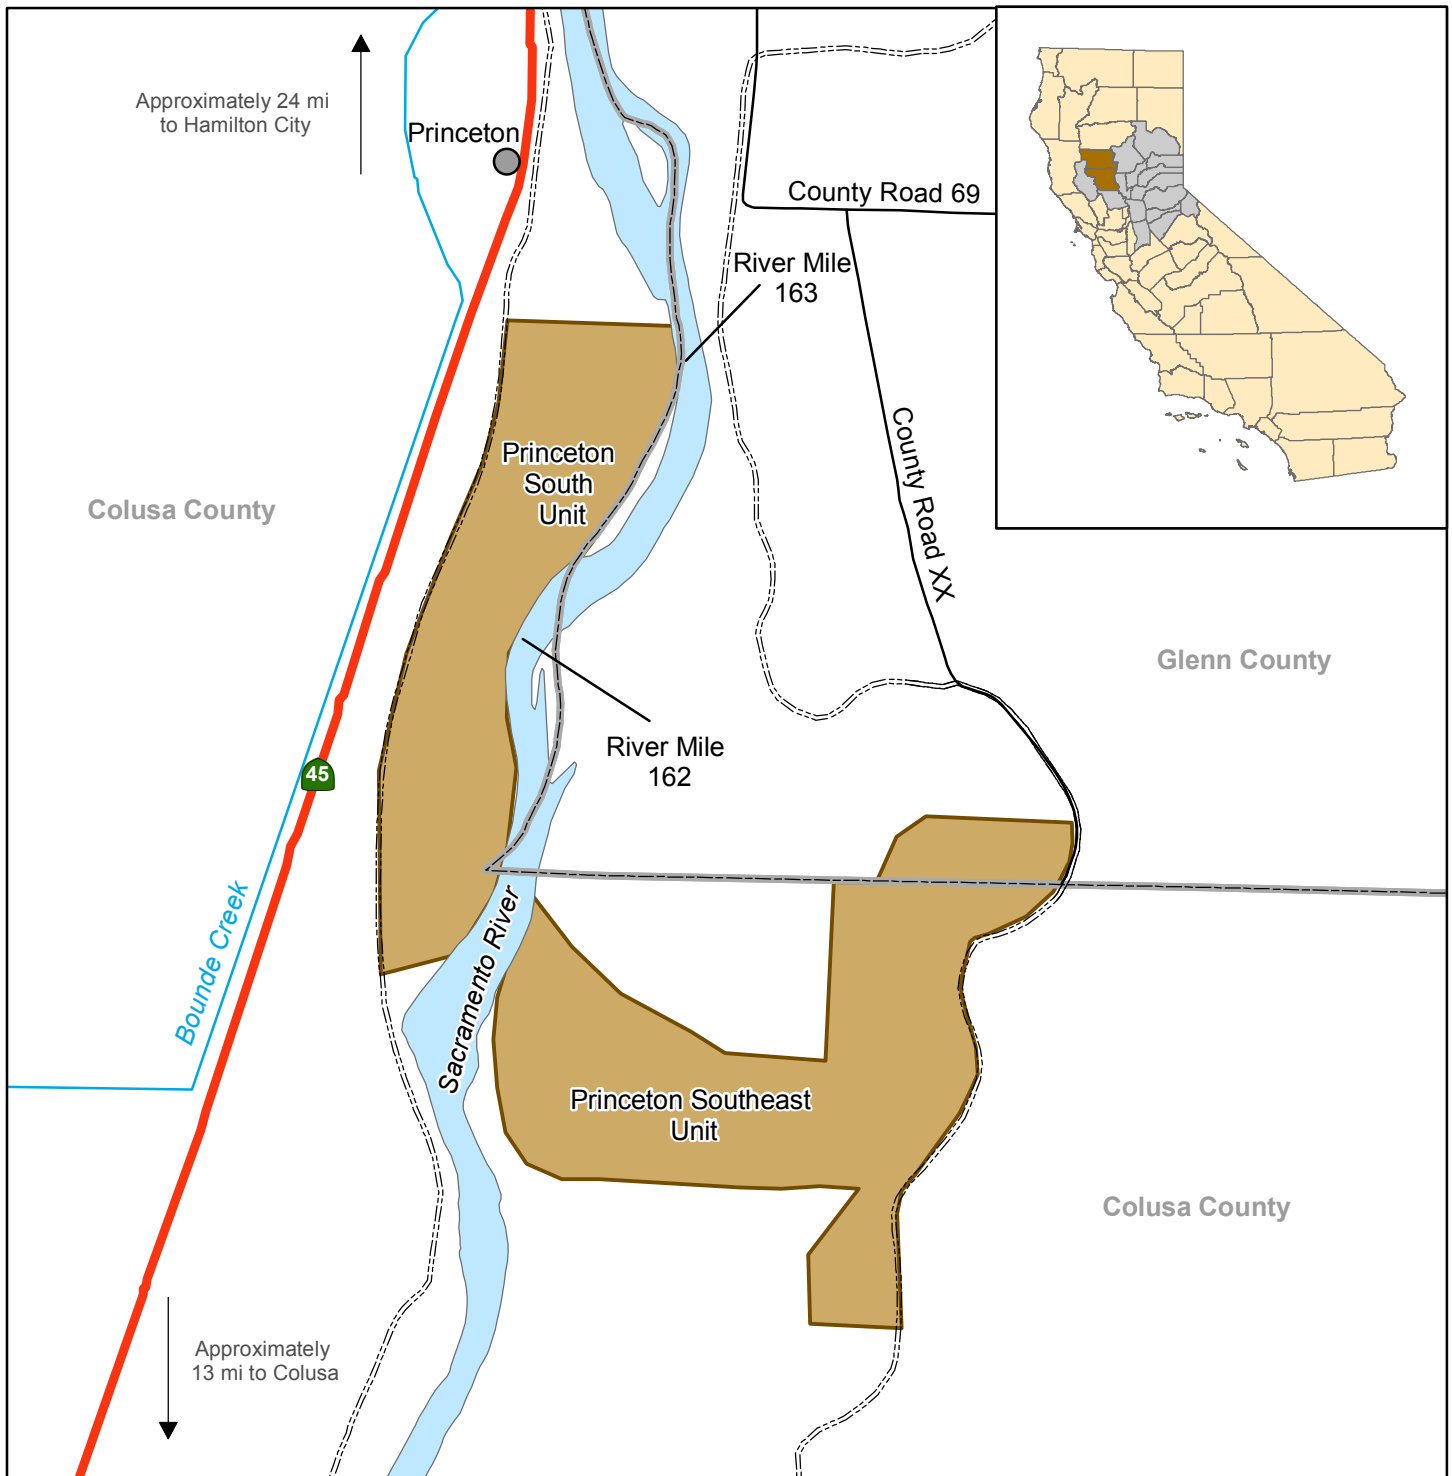 Approximately 24 mi
to Hamilton City
Princeton
County Road 69
River Mile
163
County Road XX
Princeton
South
Unit
Colusa County
Glenn County
River Mile
162
45
Bounde Creek
Sacramento River
Princeton Southeast
Unit
Colusa County
Approximately
13 mi to Colusa